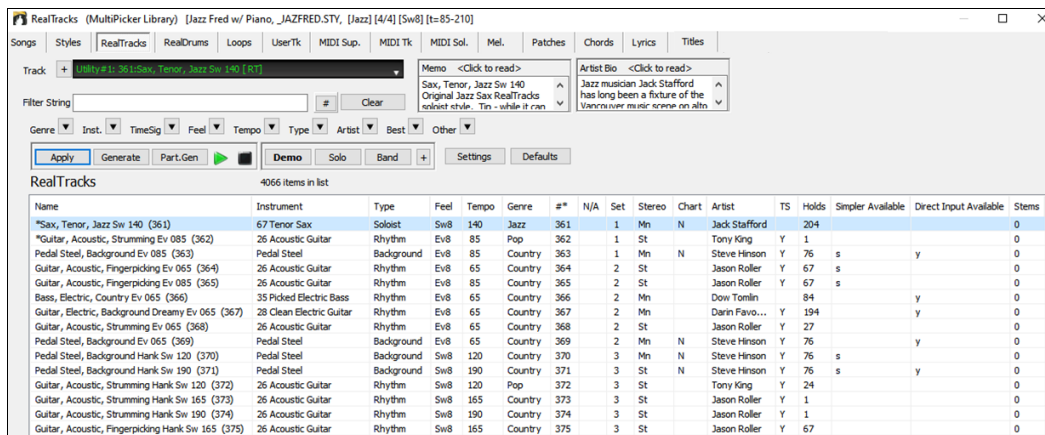 RealTracks (MultiPicker Library) [Jazz Fred w/ Piano, _JAZFRED.STY, [Jazz] [4/4] [Sw8] [t=85-210]
Songs Styles RealTracks RealDrums Loops UserTk MIDI Sup. MIDI Tk MIDI Sol. Mel. Patches Chords Lyrics Titles
Track + Utility#1: 361:Sax, Tenor, Jazz Sw 140 [ RT]
Memo <Click to read>
Sax, Tenor, Jazz Sw 140
Original Jazz Sax RealTracks
soloist style. Tip - while it can
Artist Bio <Click to read>
Jazz musician Jack Stafford
has long been a fixture of the
Vancouver music scene on alto
Filter String # Clear
Genre Inst. TimeSig Feel Tempo Type Artist Best Other
Apply Generate Part.Gen Demo Solo Band + Settings Defaults
RealTracks 4066 items in list
Name Instrument Type Feel Tempo Genre #* N/A Set Stereo Chart Artist TS Holds Simpler Available Direct Input Available Stems
*Sax, Tenor, Jazz Sw 140 (361) 67 Tenor Sax Soloist Sw8 140 Jazz 361 1 Mn N Jack Stafford 204 0
*Guitar, Acoustic, Strumming Ev 085 (362) 26 Acoustic Guitar Rhythm Ev8 85 Pop 362 1 St Tony King Y 1 0
Pedal Steel, Background Ev 085 (363) Pedal Steel Background Ev8 85 Country 363 1 Mn N Steve Hinson Y 76 s y 0
Guitar, Acoustic, Fingerpicking Ev 065 (364) 26 Acoustic Guitar Rhythm Ev8 65 Country 364 2 St Jason Roller Y 67 s 0
Guitar, Acoustic, Fingerpicking Ev 085 (365) 26 Acoustic Guitar Rhythm Ev8 85 Country 365 2 St Jason Roller Y 67 s 0
Bass, Electric, Country Ev 065 (366) 35 Picked Electric Bass Rhythm Ev8 65 Country 366 2 Mn Dow Tomlin 84 y 0
Guitar, Electric, Background Dreamy Ev 065 (367) 28 Clean Electric Guitar Rhythm Ev8 65 Country 367 2 Mn Darin Favo... Y 194 y 0
Guitar, Acoustic, Strumming Ev 065 (368) 26 Acoustic Guitar Rhythm Ev8 65 Country 368 2 St Jason Roller Y 27 0
Pedal Steel, Background Ev 065 (369) Pedal Steel Background Ev8 65 Country 369 2 Mn N Steve Hinson Y 76 y 0
Pedal Steel, Background Hank Sw 120 (370) Pedal Steel Background Sw8 120 Country 370 3 Mn N Steve Hinson Y 76 s 0
Pedal Steel, Background Hank Sw 190 (371) Pedal Steel Background Sw8 190 Country 371 3 Mn N Steve Hinson Y 76 s y 0
Guitar, Acoustic, Strumming Hank Sw 120 (372) 26 Acoustic Guitar Rhythm Sw8 120 Pop 372 3 St Tony King Y 24 0
Guitar, Acoustic, Strumming Hank Sw 165 (373) 26 Acoustic Guitar Rhythm Sw8 165 Country 373 3 St Jason Roller Y 1 0
Guitar, Acoustic, Strumming Hank Sw 190 (374) 26 Acoustic Guitar Rhythm Sw8 190 Country 374 3 St Jason Roller Y 1 0
Guitar, Acoustic, Fingerpicking Hank Sw 165 (375) 26 Acoustic Guitar Rhythm Sw8 165 Country 375 3 St Jason Roller Y 67 0